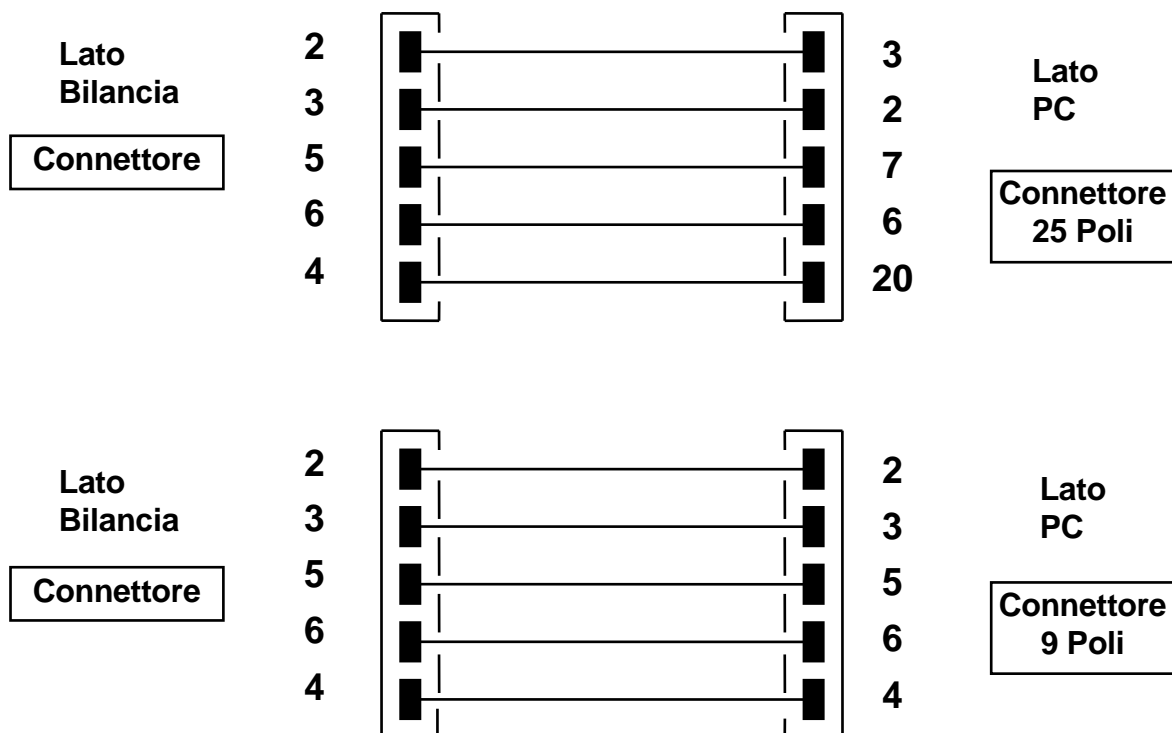 Lato
Bilancia
Connettore
2 3
3 2
5 7
6 6
4 20
Lato
PC
Connettore
25 Poli
Lato
Bilancia
Connettore
2 2
3 3
5 5
6 6
4 4
Lato
PC
Connettore
9 Poli